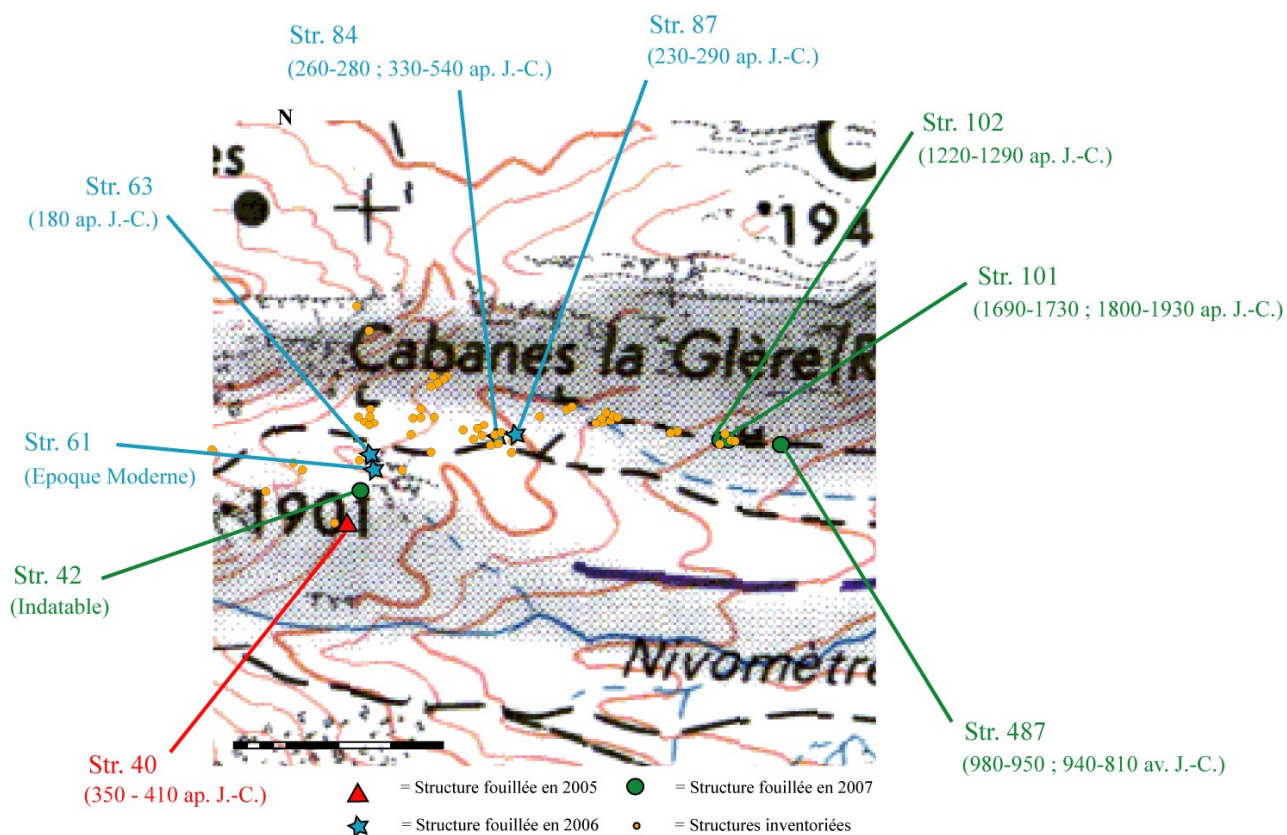 Str. 84
(260-280 ; 330-540 ap. J.-C.)
Str. 87
(230-290 ap. J.-C.)
N
Str. 102
(1220-1290 ap. J.-C.)
Str. 63
(180 ap. J.-C.)
es
194
Str. 101
(1690-1730 ; 1800-1930 ap. J.-C.)
Cabanes la Glère (R
Str. 61
(Epoque Moderne)
1901
Str. 42
(Indatable)
Nivomètre
Str. 40
(350 - 410 ap. J.-C.)
Str. 487
(980-950 ; 940-810 av. J.-C.)
= Structure fouillée en 2005
= Structure fouillée en 2007
= Structure fouillée en 2006
= Structures inventoriées